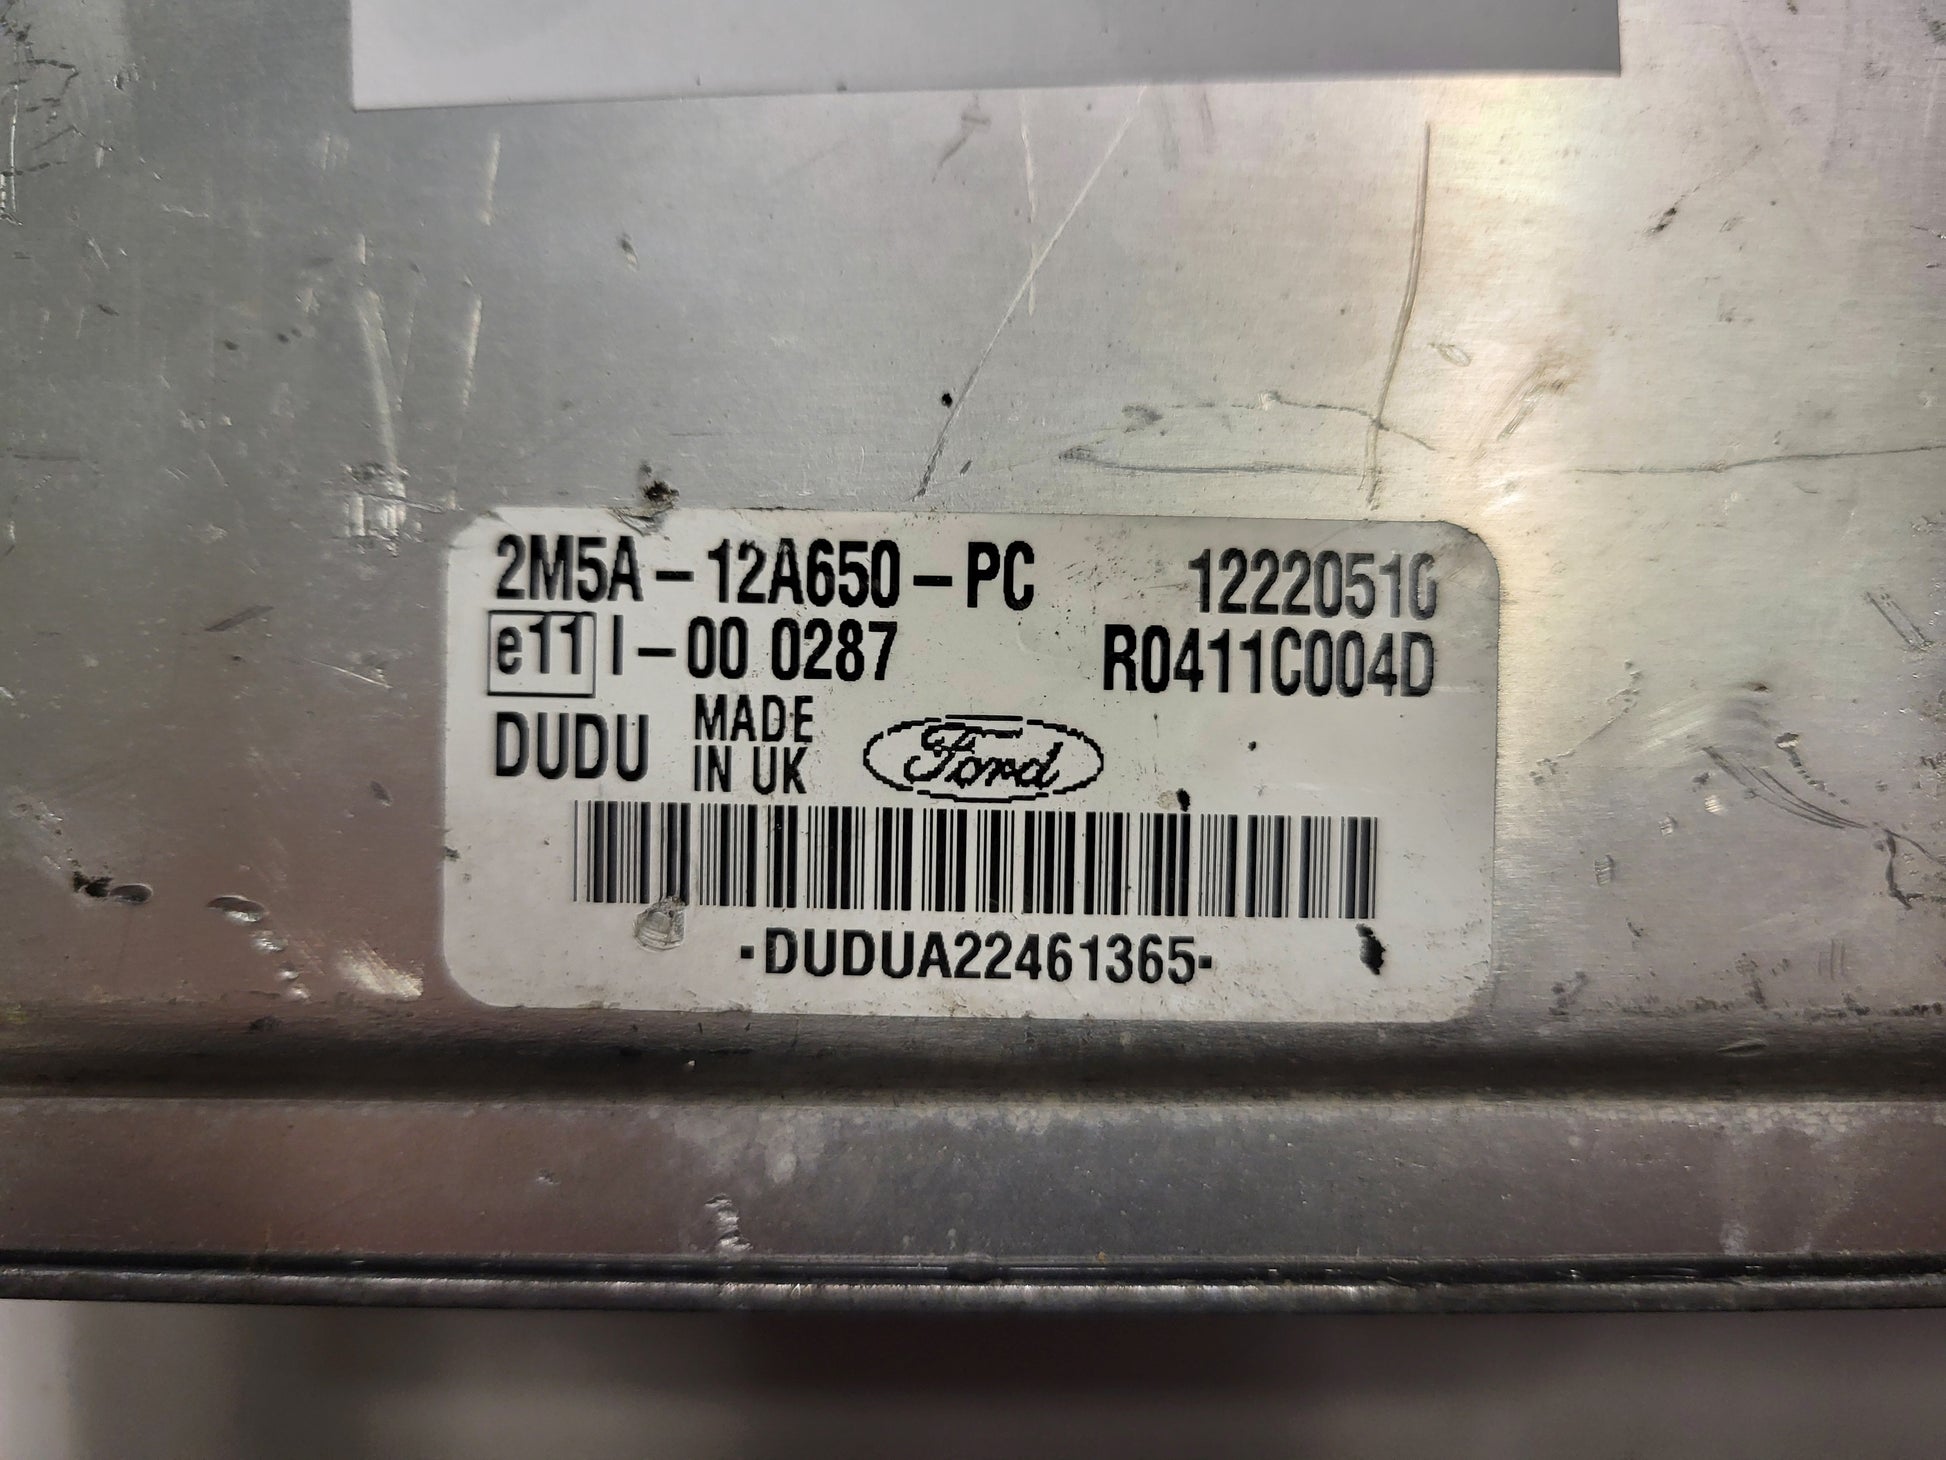 2M5A-12A650-PC 12220510
e11 I-00 0287 R0411C004D
DUDU MADE IN UK Ford
-DUDUA22461365-